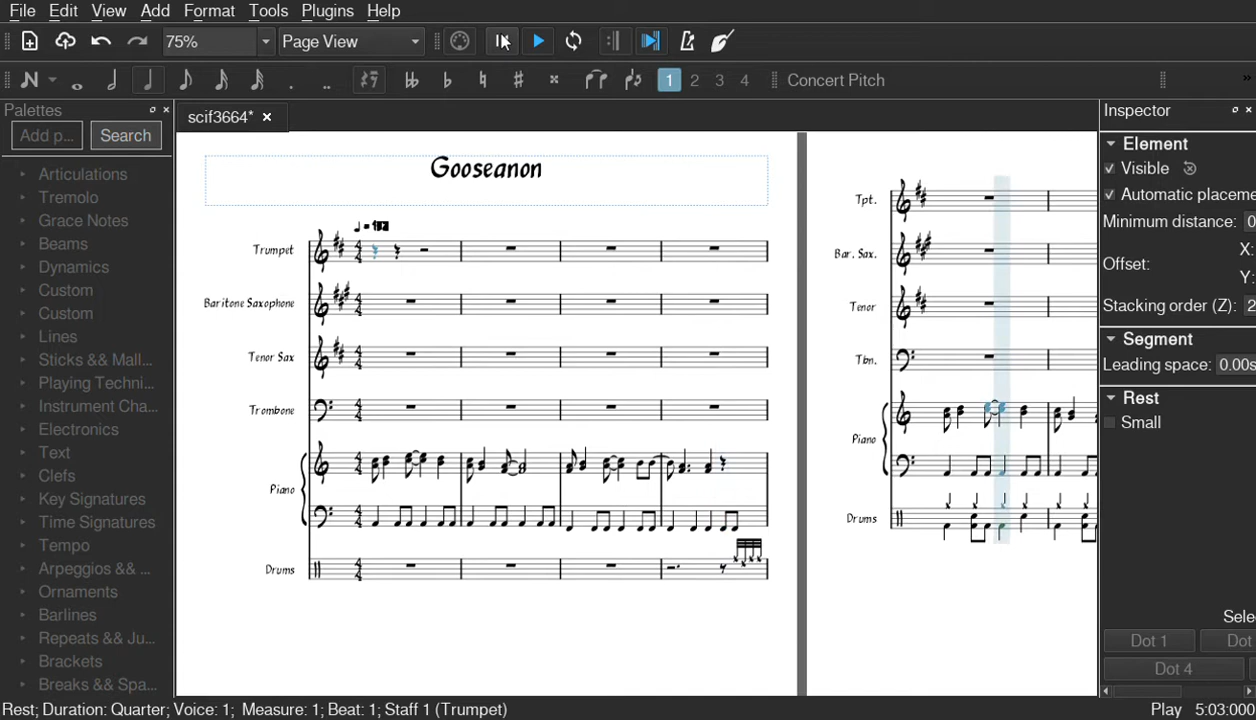 File Edit View Add Format Tools Plugins Help
75% Page View
1 2 3 4 Concert Pitch
Palettes
Add p... Search
Articulations
Tremolo
Grace Notes
Beams
Dynamics
Custom
Custom
Lines
Sticks && Mall...
Playing Techni...
Instrument Cha...
Electronics
Text
Clefs
Key Signatures
Time Signatures
Tempo
Arpeggios && ...
Ornaments
Barlines
Repeats && Ju...
Brackets
Breaks && Spa...
scif3664*
Gooseanon
Trumpet
Baritone Saxophone
Tenor Sax
Trombone
Piano
Drums
Tpt.
Bar. Sax.
Tenor
Tbn.
Piano
Drums
Inspector
Element
Visible
Automatic placeme
Minimum distance: 0
X:
Offset:
Y:
Stacking order (Z): 2
Segment
Leading space: 0.00s
Rest
Small
Selec
Dot 1 Dot
Dot 4
Rest; Duration: Quarter; Voice: 1; Measure: 1; Beat: 1; Staff 1 (Trumpet) Play 5:03:000